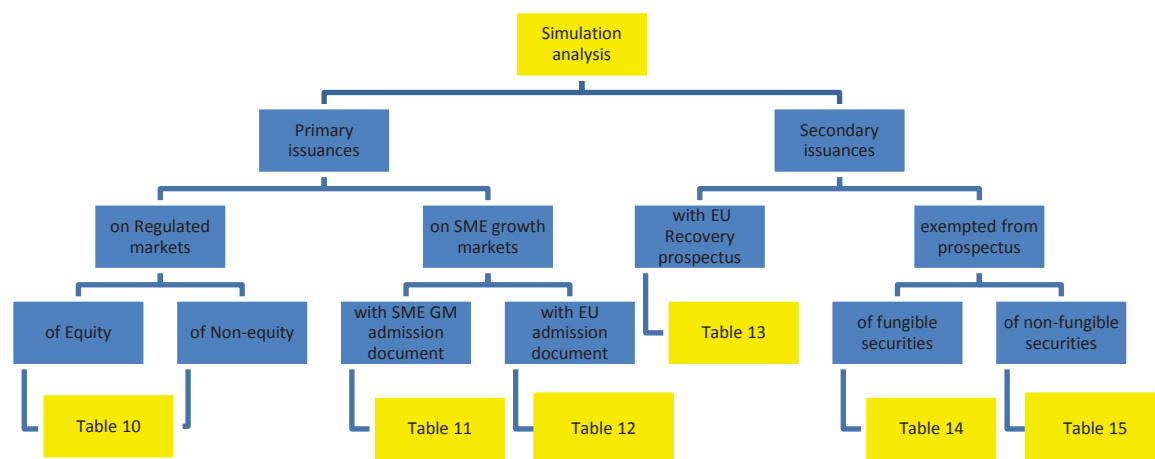 Simulation
analysis
Primary
issuances
Secondary
issuances
on Regulated
markets
on SME growth
markets
with EU
Recovery
prospectus
exempted from
prospectus
of Equity
of Non-equity
with SME GM
admission
document
with EU
admission
document
Table 13
of fungible
securities
of non-fungible
securities
Table 10
Table 11
Table 12
Table 14
Table 15